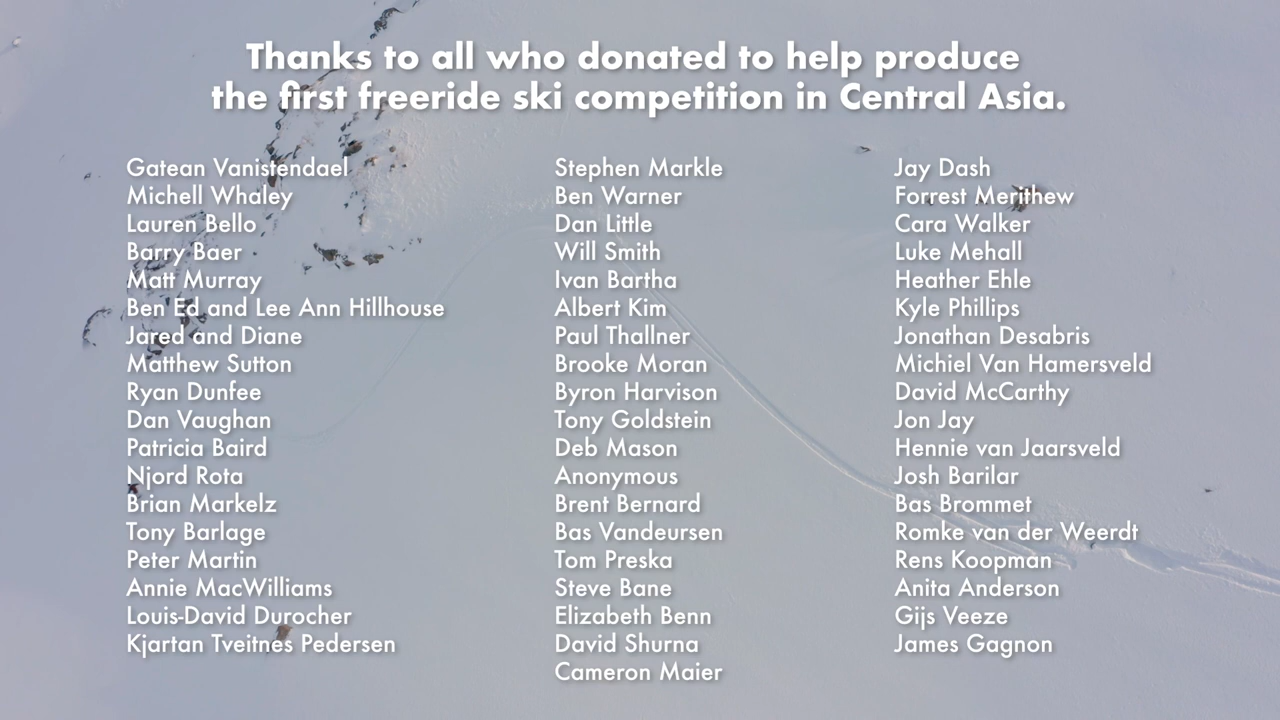 Thanks to all who donated to help produce
the first freeride ski competition in Central Asia.
Gatean Vanistendael
Michell Whaley
Lauren Bello
Barry Baer
Matt Murray
Ben Ed and Lee Ann Hillhouse
Jared and Diane
Matthew Sutton
Ryan Dunfee
Dan Vaughan
Patricia Baird
Njord Rota
Brian Markelz
Tony Barlage
Peter Martin
Annie MacWilliams
Louis-David Durocher
Kjartan Tveitnes Pedersen
Stephen Markle
Ben Warner
Dan Little
Will Smith
Ivan Bartha
Albert Kim
Paul Thallner
Brooke Moran
Byron Harvison
Tony Goldstein
Deb Mason
Anonymous
Brent Bernard
Bas Vandeursen
Tom Preska
Steve Bane
Elizabeth Benn
David Shurna
Cameron Maier
Jay Dash
Forrest Merithew
Cara Walker
Luke Mehall
Heather Ehle
Kyle Phillips
Jonathan Desabris
Michiel Van Hamersveld
David McCarthy
Jon Jay
Hennie van Jaarsveld
Josh Barilar
Bas Brommet
Romke van der Weerdt
Rens Koopman
Anita Anderson
Gijs Veeze
James Gagnon